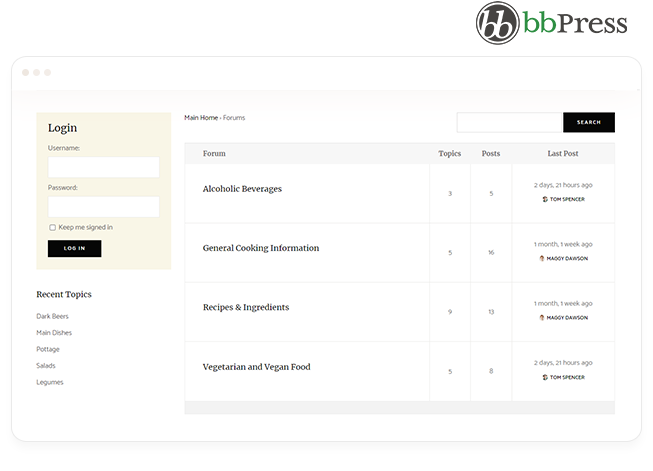 bb bbPress
Login
Username:
Password:
Keep me signed in
LOG IN
Recent Topics
Dark Beers
Main Dishes
Pottage
Salads
Legumes
Main Home › Forums
SEARCH
Forum Topics Posts Last Post
Alcoholic Beverages 3 5 2 days, 21 hours ago
TOM SPENCER
General Cooking Information 5 16 1 month, 1 week ago
MAGGY DAWSON
Recipes & Ingredients 9 13 1 month, 1 week ago
MAGGY DAWSON
Vegetarian and Vegan Food 5 8 2 days, 21 hours ago
TOM SPENCER